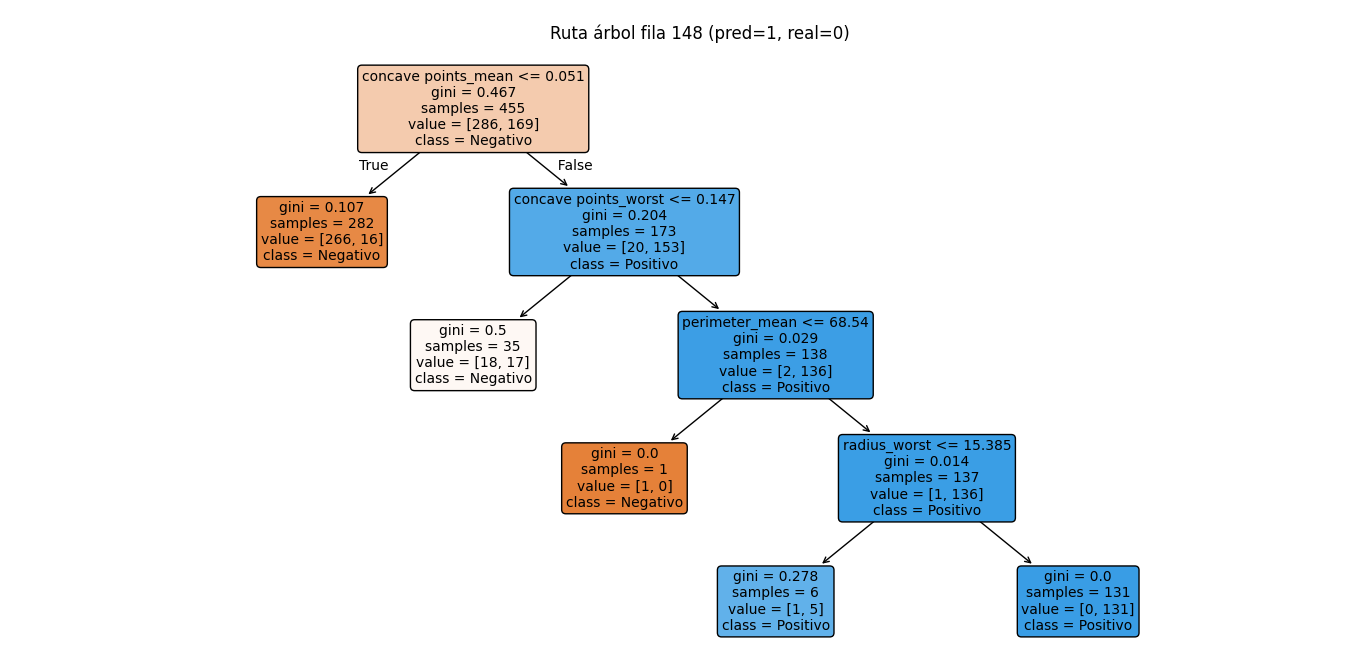 Ruta árbol fila 148 (pred=1, real=0)
concave points_mean <= 0.051
gini = 0.467
samples = 455
value = [286, 169]
class = Negativo
True
False
gini = 0.107
samples = 282
value = [266, 16]
class = Negativo
concave points_worst <= 0.147
gini = 0.204
samples = 173
value = [20, 153]
class = Positivo
gini = 0.5
samples = 35
value = [18, 17]
class = Negativo
perimeter_mean <= 68.54
gini = 0.029
samples = 138
value = [2, 136]
class = Positivo
gini = 0.0
samples = 1
value = [1, 0]
class = Negativo
radius_worst <= 15.385
gini = 0.014
samples = 137
value = [1, 136]
class = Positivo
gini = 0.278
samples = 6
value = [1, 5]
class = Positivo
gini = 0.0
samples = 131
value = [0, 131]
class = Positivo